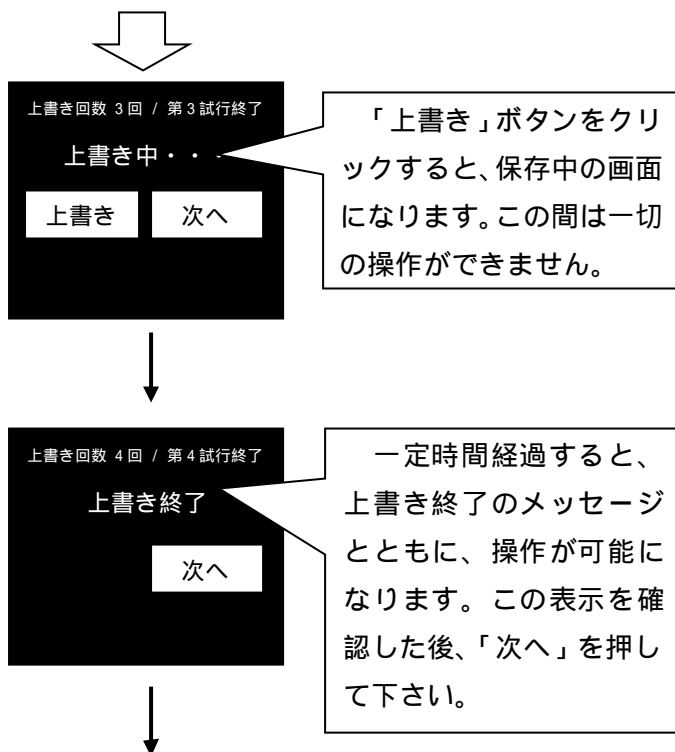 上書き回数 3回 / 第3試行終了
上書き中・・・
上書き 次へ
「上書き」ボタンをクリ
ックすると、保存中の画面
になります。この間は一切
の操作ができません。
上書き回数 4回 / 第4試行終了
上書き終了
次へ
一定時間経過すると、
上書き終了のメッセージ
とともに、操作が可能に
なります。この表示を確
認した後、「次へ」を押し
て下さい。